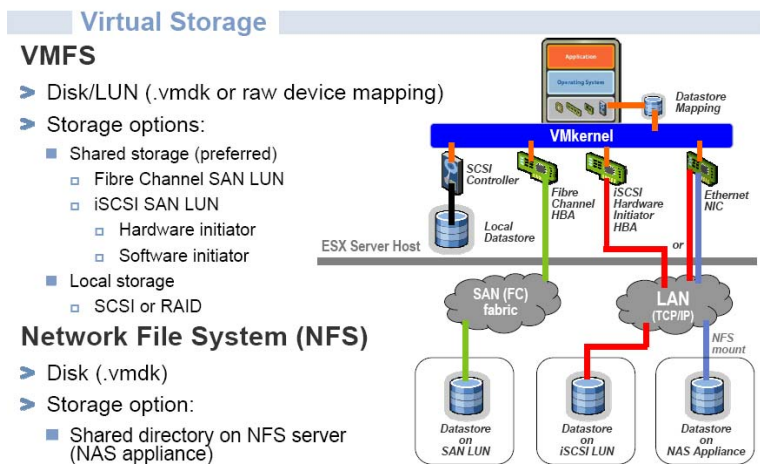 Virtual Storage
VMFS
Disk/LUN (.vmdk or raw device mapping)
Storage options:
Shared storage (preferred)
Fibre Channel SAN LUN
iSCSI SAN LUN
Hardware initiator
Software initiator
Local storage
SCSI or RAID
Network File System (NFS)
Disk (.vmdk)
Storage option:
Shared directory on NFS server
(NAS appliance)
Application
Operating System
Datastore
Mapping
VMkernel
SCSI
Controller
Fibre
Channel
HBA
iSCSI
Hardware
Initiator
HBA
Ethernet
NIC
Local
Datastore
or
ESX Server Host
SAN (FC)
fabric
LAN
(TCP/IP)
NFS
mount
Datastore
on
SAN LUN
Datastore
on
iSCSI LUN
Datastore
on
NAS Appliance